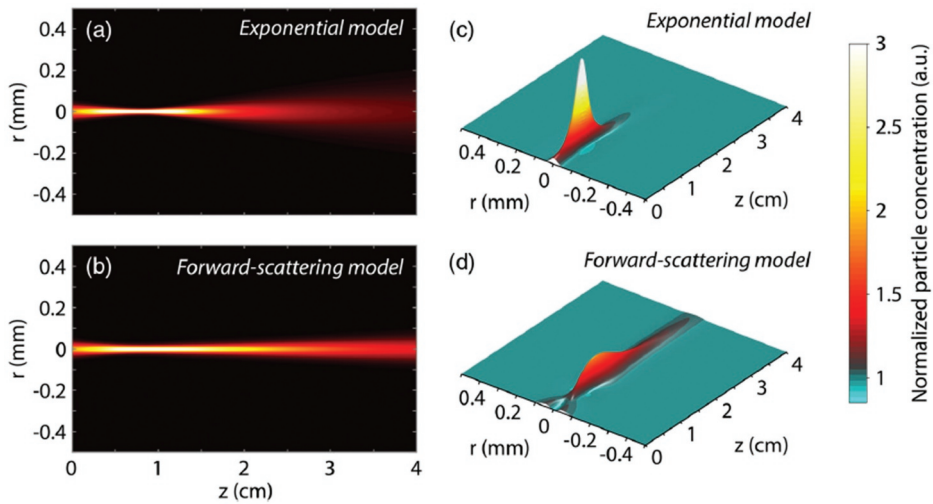 (a) Exponential model
0.4
0.2
0
-0.2
-0.4
r (mm)
(b) Forward-scattering model
0.4
0.2
0
-0.2
-0.4
r (mm)
0 1 2 3 4
z (cm)
(c) Exponential model
0.4 0.2 0 -0.2 -0.4
r (mm)
0 1 2 3 4
z (cm)
(d) Forward-scattering model
0.4 0.2 0 -0.2 -0.4
r (mm)
0 1 2 3 4
z (cm)
3
2.5
2
1.5
1
Normalized particle concentration (a.u.)